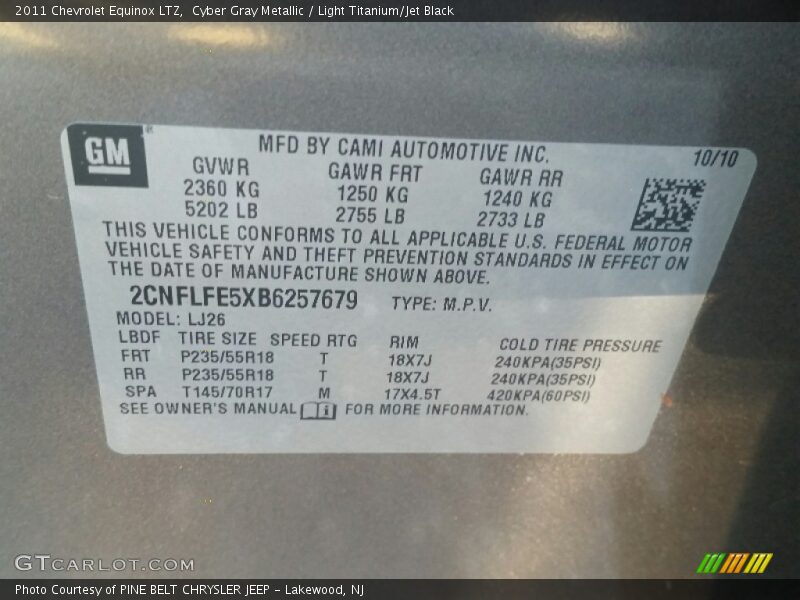 2011 Chevrolet Equinox LTZ, Cyber Gray Metallic / Light Titanium/Jet Black
GM
MFD BY CAMI AUTOMOTIVE INC. 10/10
GVWR GAWR FRT GAWR RR
2360 KG 1250 KG 1240 KG
5202 LB 2755 LB 2733 LB
THIS VEHICLE CONFORMS TO ALL APPLICABLE U.S. FEDERAL MOTOR
VEHICLE SAFETY AND THEFT PREVENTION STANDARDS IN EFFECT ON
THE DATE OF MANUFACTURE SHOWN ABOVE.
2CNFLFE5XB6257679 TYPE: M.P.V.
MODEL: LJ26
LBDF TIRE SIZE SPEED RTG RIM COLD TIRE PRESSURE
FRT P235/55R18 T 18X7J 240KPA(35PSI)
RR P235/55R18 T 18X7J 240KPA(35PSI)
SPA T145/70R17 M 17X4.5T 420KPA(60PSI)
SEE OWNER'S MANUAL FOR MORE INFORMATION.
GTCARLOT.COM
Photo Courtesy of PINE BELT CHRYSLER JEEP – Lakewood, NJ